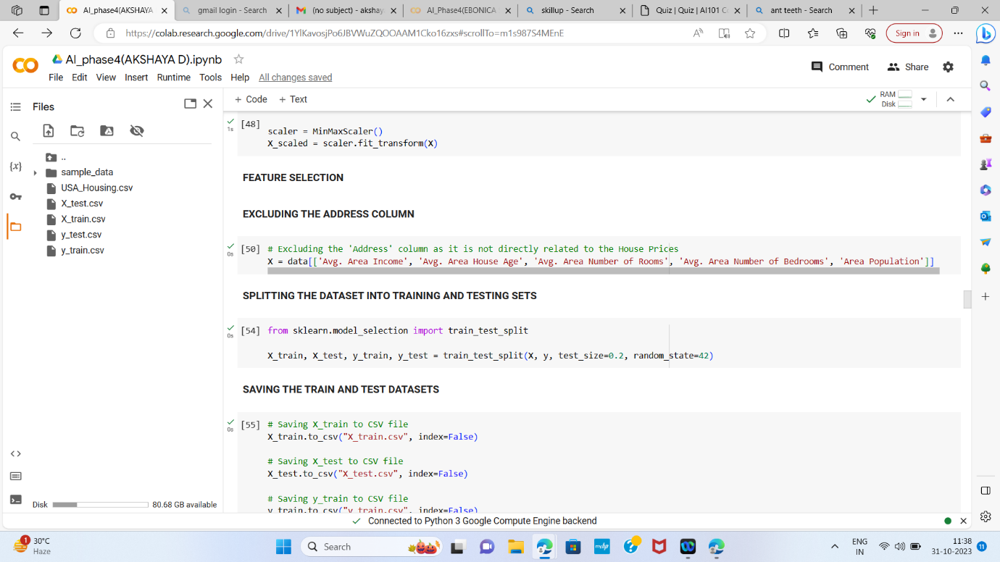 AI_phase4(AKSHAYA
gmail login - Search
(no subject) - akshay
AI_Phase4(EBONICA
skillup - Search
Quiz | Quiz | AI101 C
ant teeth - Search
https://colab.research.google.com/drive/1YlKavosjPo6JBVWuZQOOAAM1Cko16zxs#scrollTo=m1s987S4MEnE
Sign in
AI_phase4(AKSHAYA D).ipynb
Comment
Share
File Edit View Insert Runtime Tools Help All changes saved
Files
+ Code + Text
RAM
Disk
..
sample_data
USA_Housing.csv
X_test.csv
X_train.csv
y_test.csv
y_train.csv
Disk 80.68 GB available
1s
[48]
scaler = MinMaxScaler()
X_scaled = scaler.fit_transform(X)
FEATURE SELECTION
EXCLUDING THE ADDRESS COLUMN
0s
[50] # Excluding the 'Address' column as it is not directly related to the House Prices
X = data[['Avg. Area Income', 'Avg. Area House Age', 'Avg. Area Number of Rooms', 'Avg. Area Number of Bedrooms', 'Area Population']]
SPLITTING THE DATASET INTO TRAINING AND TESTING SETS
0s
[54] from sklearn.model_selection import train_test_split
X_train, X_test, y_train, y_test = train_test_split(X, y, test_size=0.2, random_state=42)
SAVING THE TRAIN AND TEST DATASETS
0s
[55] # Saving X_train to CSV file
X_train.to_csv("X_train.csv", index=False)
# Saving X_test to CSV file
X_test.to_csv("X_test.csv", index=False)
# Saving y_train to CSV file
y_train.to_csv("y_train.csv", index=False)
Connected to Python 3 Google Compute Engine backend
1
30°C
Haze
Search
ENG
IN
11:38
31-10-2023
11